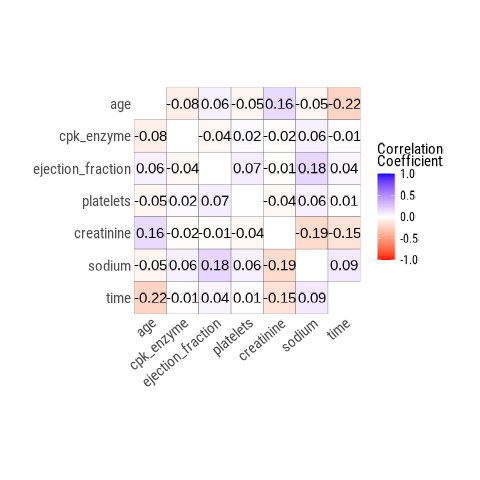 age -0.08 0.06 -0.05 0.16 -0.05 -0.22
cpk_enzyme -0.08 -0.04 0.02 -0.02 0.06 -0.01
ejection_fraction 0.06 -0.04 0.07 -0.01 0.18 0.04
platelets -0.05 0.02 0.07 -0.04 0.06 0.01
creatinine 0.16 -0.02 -0.01 -0.04 -0.19 -0.15
sodium -0.05 0.06 0.18 0.06 -0.19 0.09
time -0.22 -0.01 0.04 0.01 -0.15 0.09
age cpk_enzyme ejection_fraction platelets creatinine sodium time
Correlation
Coefficient
1.0
0.5
0.0
-0.5
-1.0